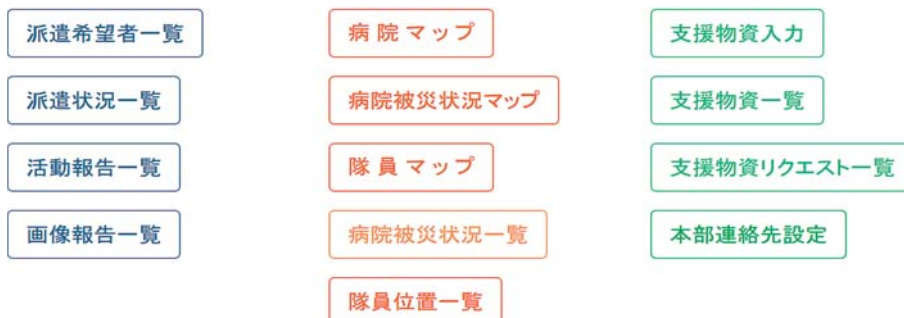 派遣希望者一覧
派遣状況一覧
活動報告一覧
画像報告一覧
病院マップ
病院被災状況マップ
隊員マップ
病院被災状況一覧
隊員位置一覧
支援物資入力
支援物資一覧
支援物資リクエスト一覧
本部連絡先設定